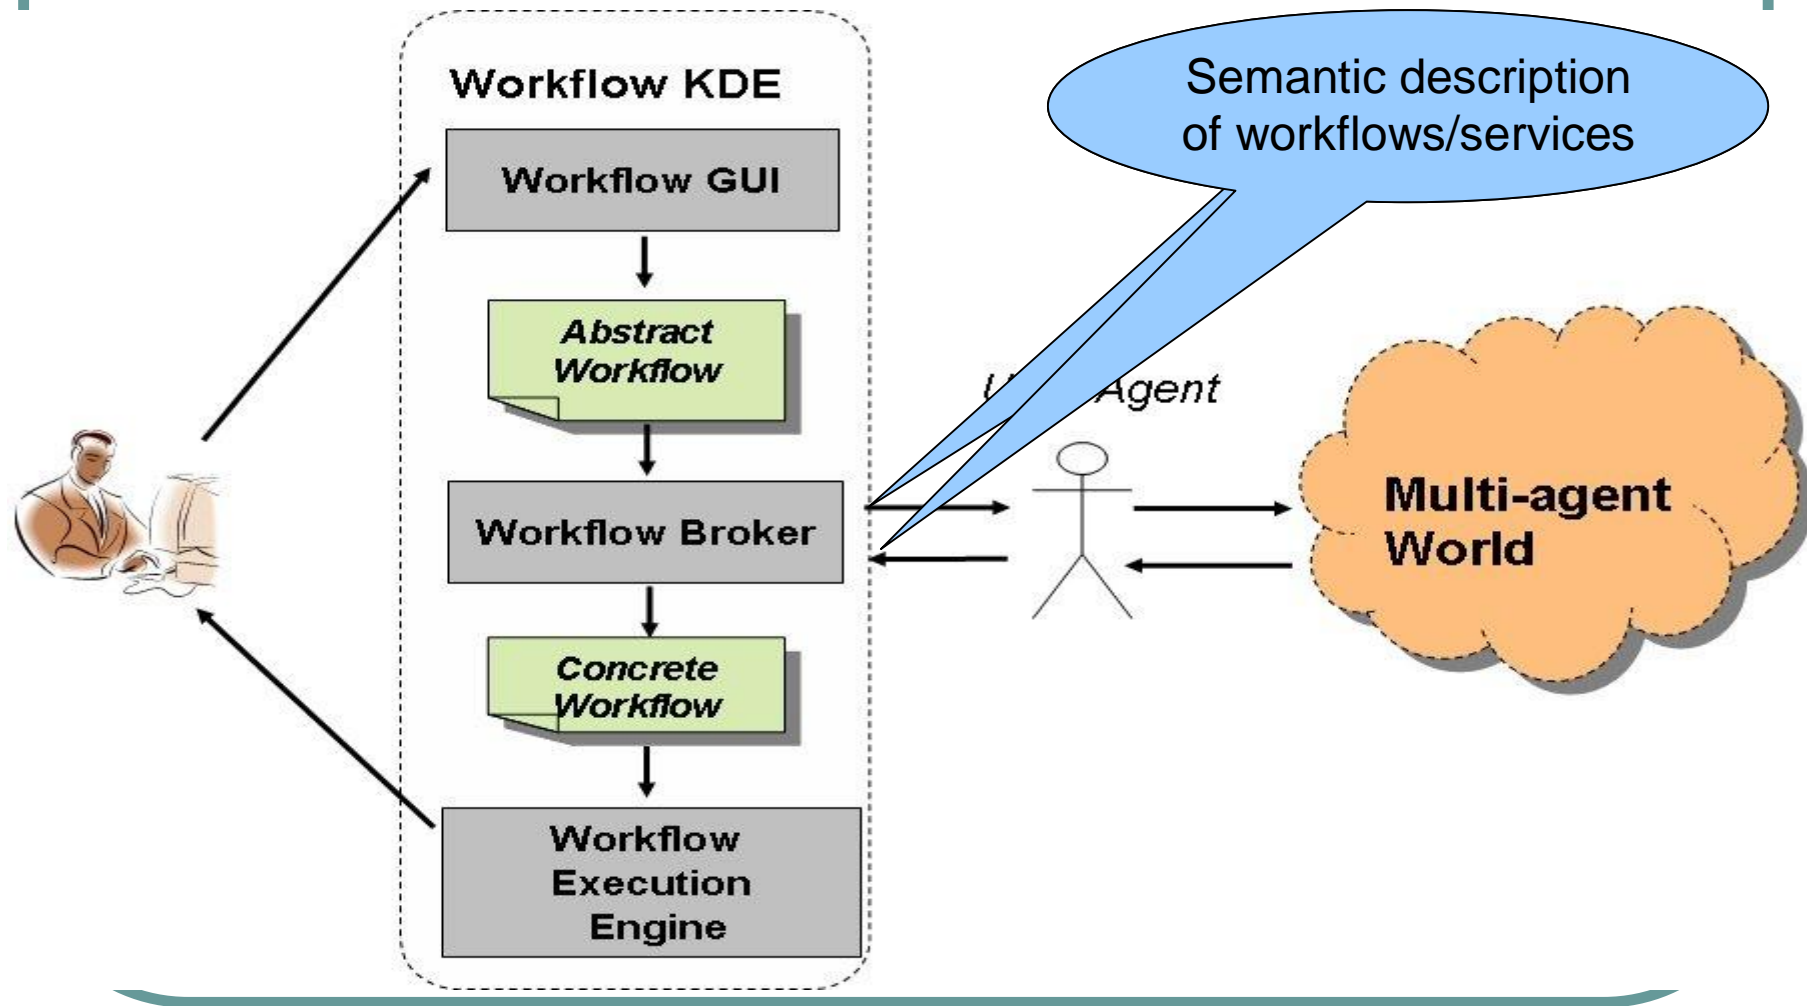 Workflow KDE
Semantic description
of workflows/services
Workflow GUI
Abstract
Workflow
Agent
Workflow Broker
Multi-agent
World
Concrete
Workflow
Workflow
Execution
Engine